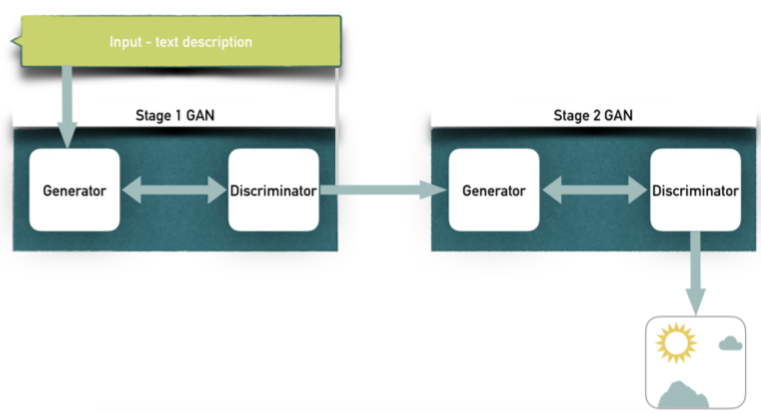 Input - text description
Stage 1 GAN
Stage 2 GAN
Generator
Discriminator
Generator
Discriminator